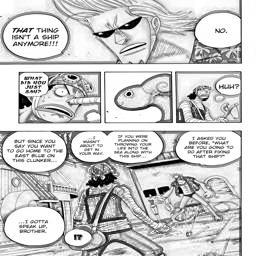 NO.
THAT THING
ISN'T A SHIP
ANYMORE!!!
HUH?
WHAT
DID YOU
JUST
SAY?
I ASKED YOU
BEFORE, "WHAT
ARE YOU GOING TO
DO AFTER FIXING
THAT SHIP?"
IF YOU WERE
PLANNING ON
THROWING YOUR
LIFE INTO THE
SEA ALONG WITH
THIS SHIP...
...I
WASN'T
ABOUT TO
GET IN
YOUR WAY.
BUT SINCE YOU
SAY YOU WANT
TO GO HOME TO THE
EAST BLUE ON
THIS CLUNKER...
...I GOTTA
SPEAK UP,
BROTHER.